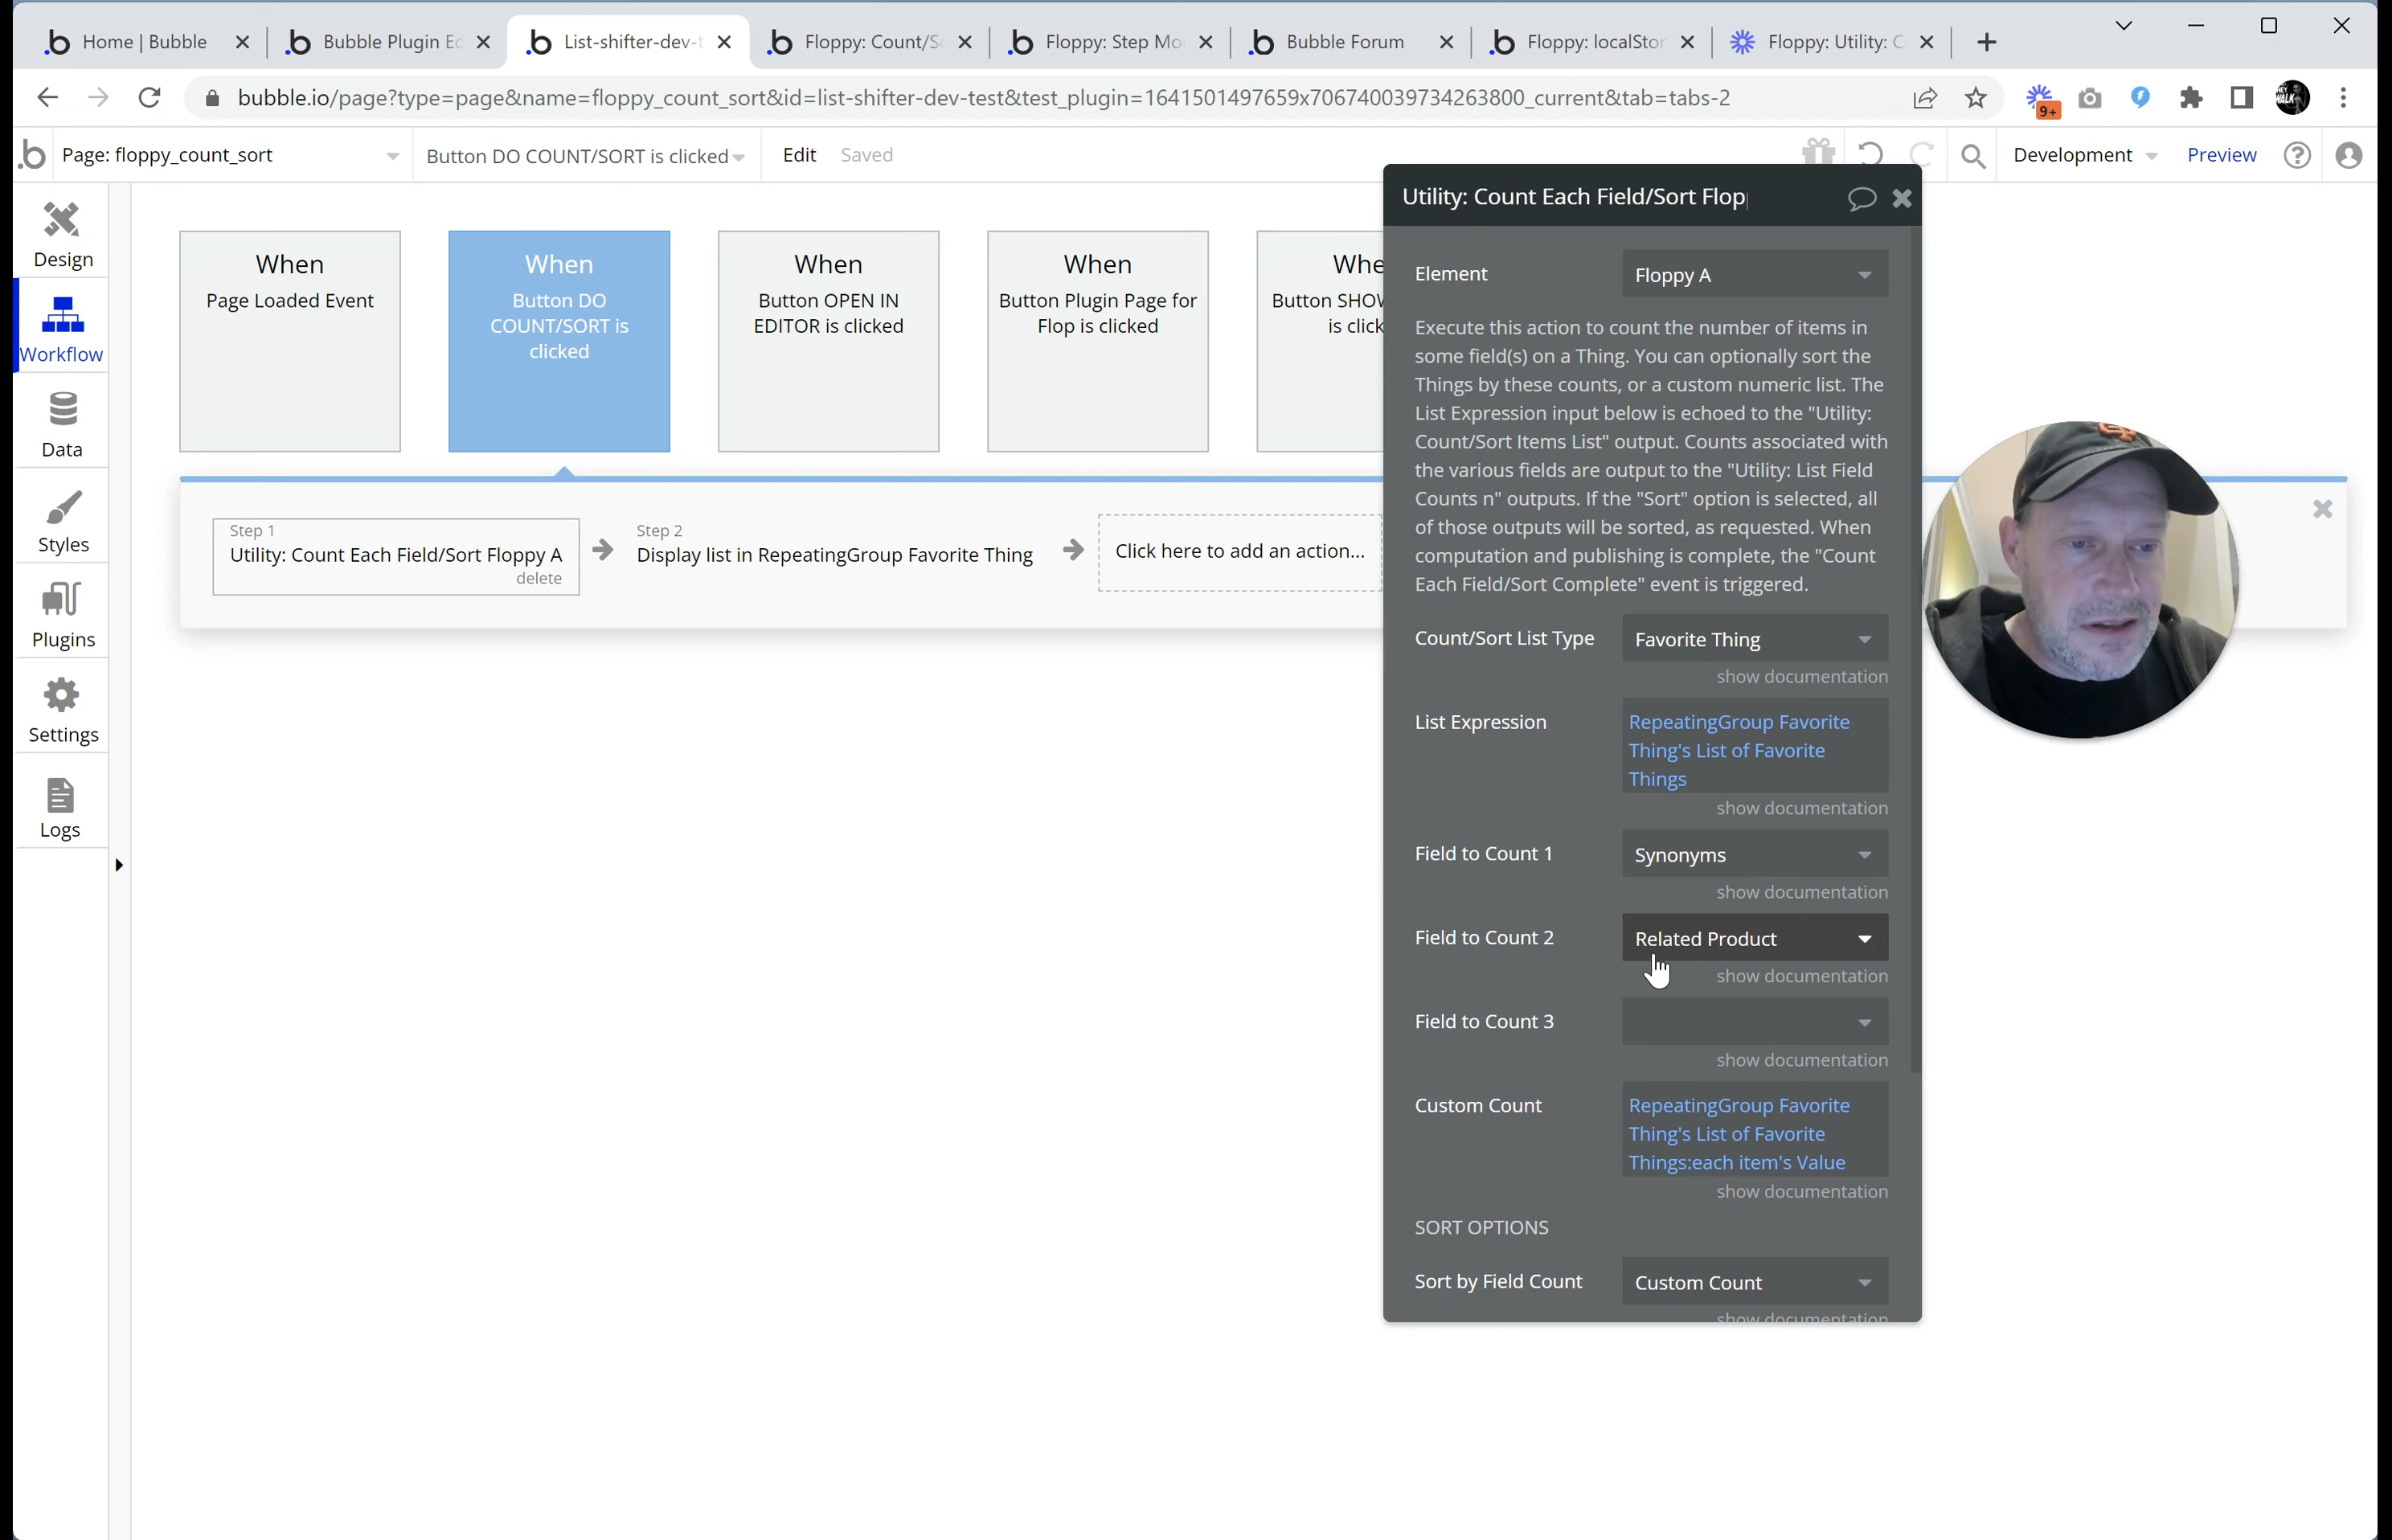 Home | Bubble
Bubble Plugin Ec
List-shifter-dev-t
Floppy: Count/So
Floppy: Step Mo
Bubble Forum
Floppy: localStor
Floppy: Utility: C
bubble.io/page?type=page&name=floppy_count_sort&id=list-shifter-dev-test&test_plugin=1641501497659x706740039734263800_current&tab=tabs-2
9+
Page: floppy_count_sort
Button DO COUNT/SORT is clicked
Edit
Saved
Development
Preview
Design
Workflow
Data
Styles
Plugins
Settings
Logs
When
Page Loaded Event
When
Button DO
COUNT/SORT is
clicked
When
Button OPEN IN
EDITOR is clicked
When
Button Plugin Page for
Flop is clicked
Whe
Button SHOW
is click
Step 1
Utility: Count Each Field/Sort Floppy A
delete
Step 2
Display list in RepeatingGroup Favorite Thing
Click here to add an action...
Utility: Count Each Field/Sort Flop
Element
Floppy A
Execute this action to count the number of items in
some field(s) on a Thing. You can optionally sort the
Things by these counts, or a custom numeric list. The
List Expression input below is echoed to the "Utility:
Count/Sort Items List" output. Counts associated with
the various fields are output to the "Utility: List Field
Counts n" outputs. If the "Sort" option is selected, all
of those outputs will be sorted, as requested. When
computation and publishing is complete, the "Count
Each Field/Sort Complete" event is triggered.
Count/Sort List Type
Favorite Thing
show documentation
List Expression
RepeatingGroup Favorite
Thing's List of Favorite
Things
show documentation
Field to Count 1
Synonyms
show documentation
Field to Count 2
Related Product
show documentation
Field to Count 3
show documentation
Custom Count
RepeatingGroup Favorite
Thing's List of Favorite
Things:each item's Value
show documentation
SORT OPTIONS
Sort by Field Count
Custom Count
show documentation